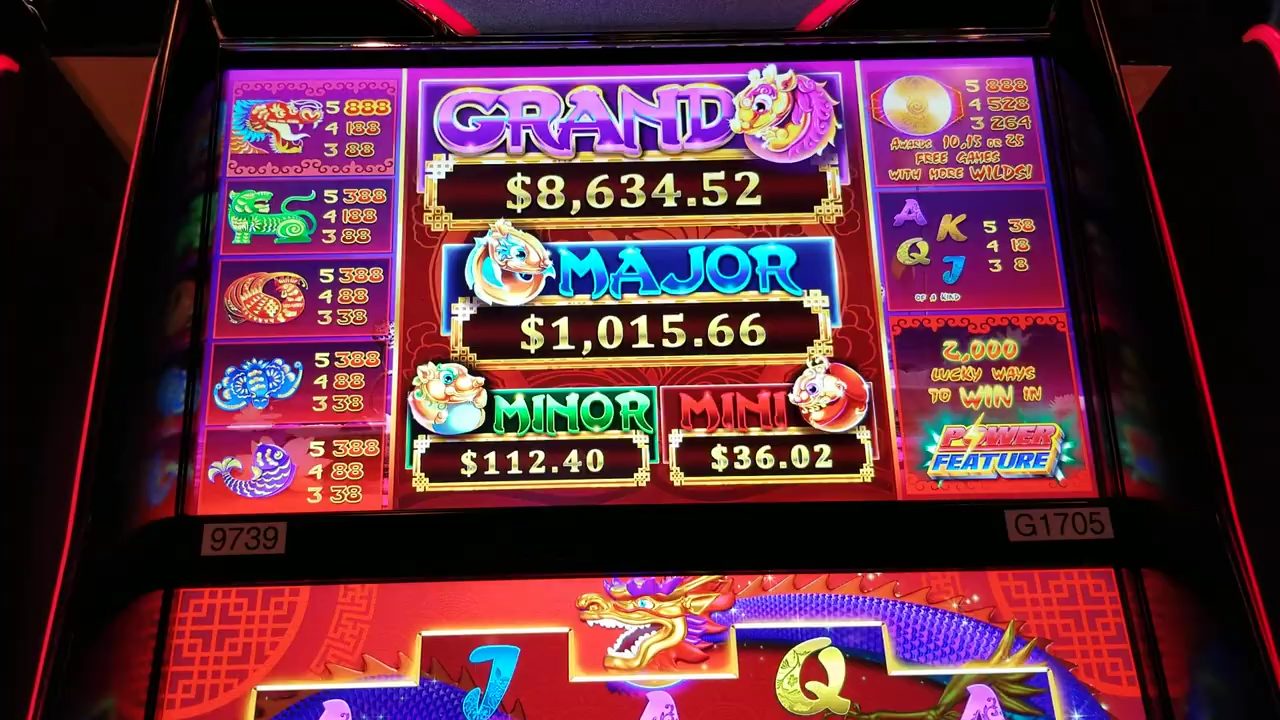 5 888
4 188
3 88
5 388
4 188
3 88
5 388
4 88
3 38
5 388
4 88
3 38
5 388
4 88
3 38
GRAND
$8,634.52
MAJOR
$1,015.66
MINOR
$112.40
MINI
$36.02
5 888
4 528
3 264
AWARDS 10,15 OR 25
FREE GAMES
WITH MORE WILDS!
A K
Q J
5 38
4 18
3 8
OF A KIND
2,000
LUCKY WAYS
TO WIN IN
POWER
FEATURE
9739
G1705
J Q
A A A